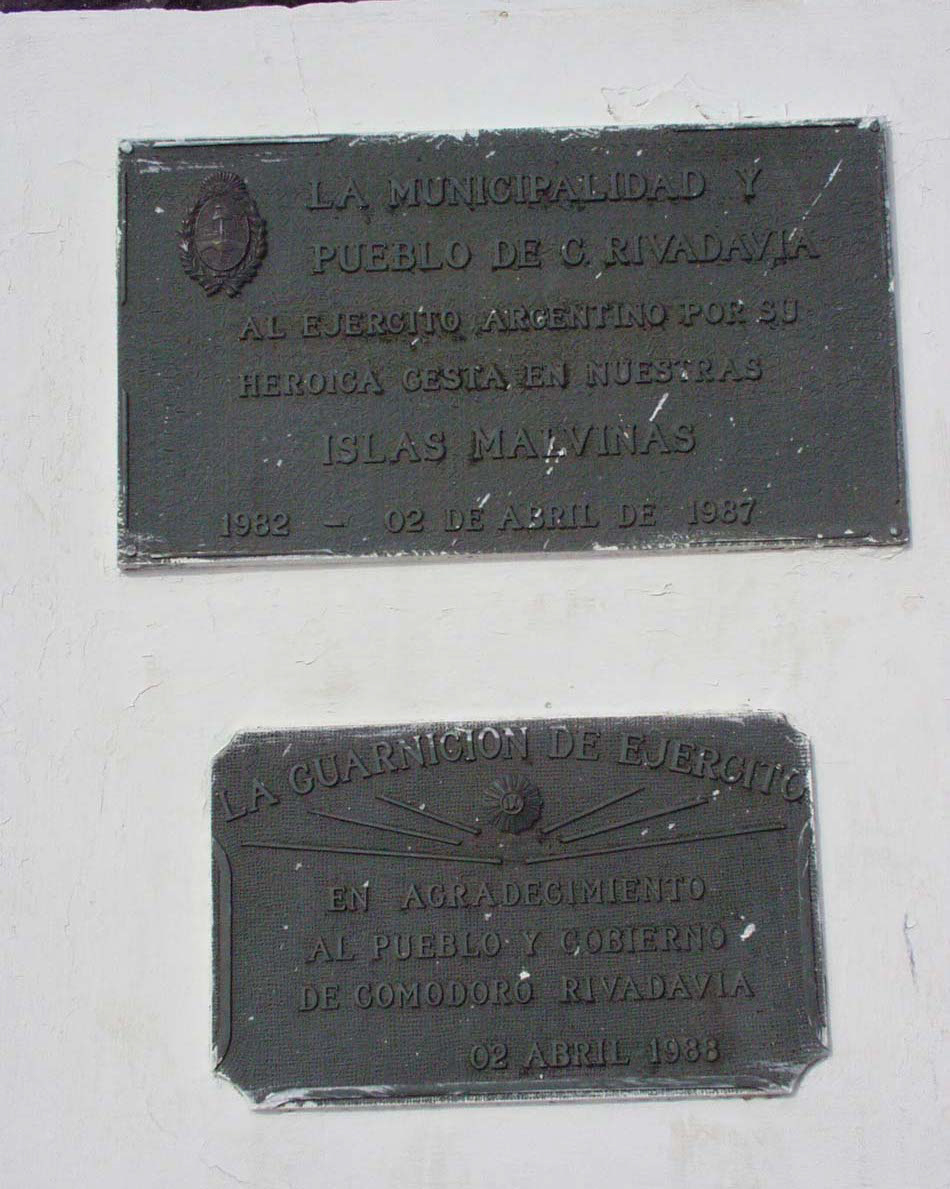 LA MUNICIPALIDAD Y
PUEBLO DE C. RIVADAVIA
AL EJERCITO ARGENTINO POR SU
HEROICA GESTA EN NUESTRAS
ISLAS MALVINAS
1982 - 02 DE ABRIL DE 1987
LA GUARNICION DE EJERCITO
EN AGRADECIMIENTO
AL PUEBLO Y GOBIERNO
DE COMODORO RIVADAVIA
02 ABRIL 1988